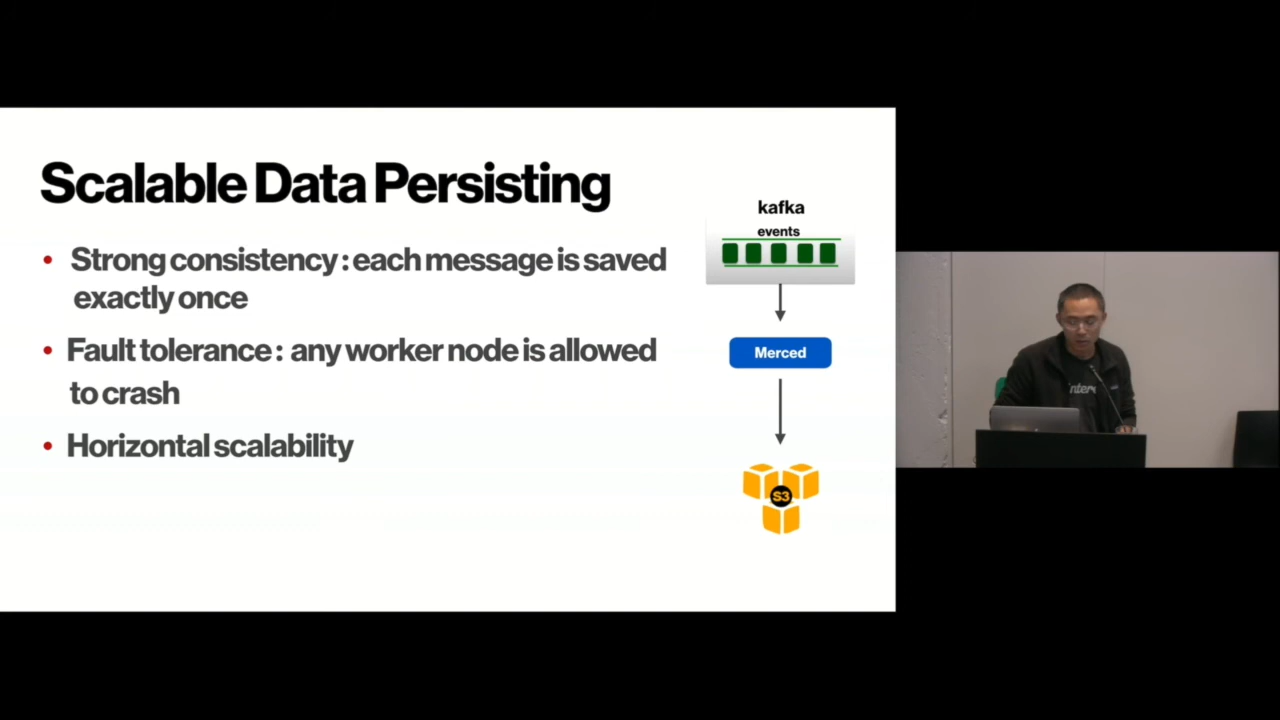 Scalable Data Persisting
• Strong consistency : each message is saved
exactly once
• Fault tolerance : any worker node is allowed
to crash
• Horizontal scalability
kafka
events
Merced
S3